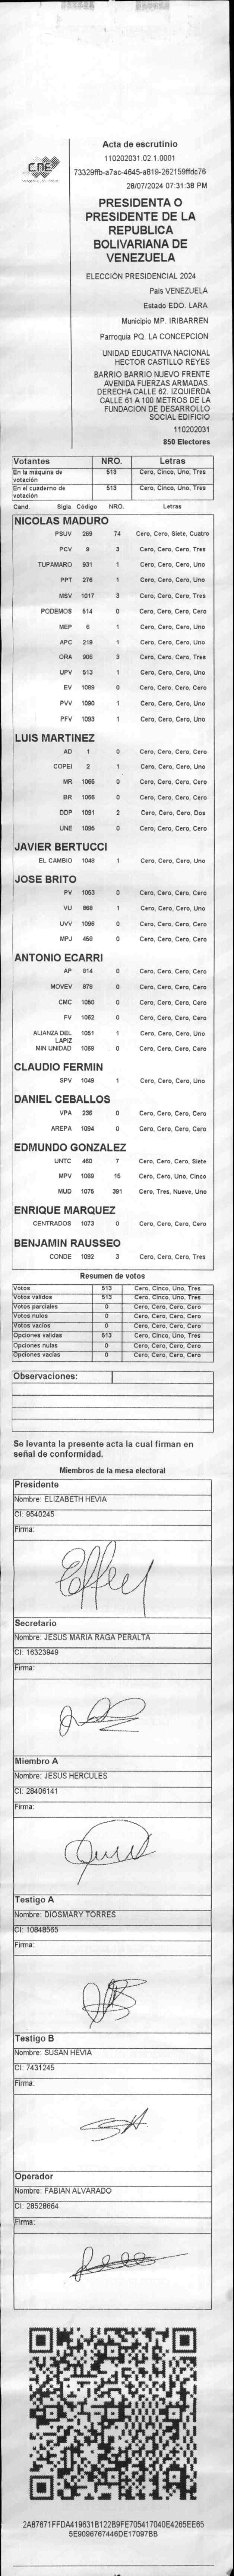 CNE
Acta de escrutinio
110202031.02.1.0001
73329ffb-a7ac-4645-a819-262159ffdc76
28/07/2024 07:31:38 PM
PRESIDENTA O
PRESIDENTE DE LA
REPUBLICA
BOLIVARIANA DE
VENEZUELA
ELECCIÓN PRESIDENCIAL 2024
País VENEZUELA
Estado EDO. LARA
Municipio MP. IRIBARREN
Parroquia PQ. LA CONCEPCION
UNIDAD EDUCATIVA NACIONAL
HECTOR CASTILLO REYES
BARRIO BARRIO NUEVO FRENTE
AVENIDA FUERZAS ARMADAS.
DERECHA CALLE 62. IZQUIERDA
CALLE 61 A 100 METROS DE LA
FUNDACION DE DESARROLLO
SOCIAL EDIFICIO
110202031
850 Electores
Votantes NRO. Letras
En la máquina de votación 513 Cero, Cinco, Uno, Tres
En el cuaderno de votación 513 Cero, Cinco, Uno, Tres
Cand. Sigla Código NRO. Letras
NICOLAS MADURO
PSUV 269 74 Cero, Cero, Siete, Cuatro
PCV 9 3 Cero, Cero, Cero, Tres
TUPAMARO 931 1 Cero, Cero, Cero, Uno
PPT 276 1 Cero, Cero, Cero, Uno
MSV 1017 3 Cero, Cero, Cero, Tres
PODEMOS 514 0 Cero, Cero, Cero, Cero
MEP 6 1 Cero, Cero, Cero, Uno
APC 219 1 Cero, Cero, Cero, Uno
ORA 906 3 Cero, Cero, Cero, Tres
UPV 513 1 Cero, Cero, Cero, Uno
EV 1089 0 Cero, Cero, Cero, Cero
PVV 1090 1 Cero, Cero, Cero, Uno
PFV 1093 1 Cero, Cero, Cero, Uno
LUIS MARTINEZ
AD 1 0 Cero, Cero, Cero, Cero
COPEI 2 1 Cero, Cero, Cero, Uno
MR 1065 0 Cero, Cero, Cero, Cero
BR 1066 0 Cero, Cero, Cero, Cero
DDP 1091 2 Cero, Cero, Cero, Dos
UNE 1095 0 Cero, Cero, Cero, Cero
JAVIER BERTUCCI
EL CAMBIO 1048 1 Cero, Cero, Cero, Uno
JOSE BRITO
PV 1053 0 Cero, Cero, Cero, Cero
VU 868 1 Cero, Cero, Cero, Uno
UVV 1096 0 Cero, Cero, Cero, Cero
MPJ 458 0 Cero, Cero, Cero, Cero
ANTONIO ECARRI
AP 814 0 Cero, Cero, Cero, Cero
MOVEV 878 0 Cero, Cero, Cero, Cero
CMC 1050 0 Cero, Cero, Cero, Cero
FV 1062 0 Cero, Cero, Cero, Cero
ALIANZA DEL LAPIZ 1051 1 Cero, Cero, Cero, Uno
MIN UNIDAD 1069 0 Cero, Cero, Cero, Cero
CLAUDIO FERMIN
SPV 1049 1 Cero, Cero, Cero, Uno
DANIEL CEBALLOS
VPA 236 0 Cero, Cero, Cero, Cero
AREPA 1094 0 Cero, Cero, Cero, Cero
EDMUNDO GONZALEZ
UNTC 460 7 Cero, Cero, Cero, Siete
MPV 1069 15 Cero, Cero, Uno, Cinco
MUD 1075 391 Cero, Tres, Nueve, Uno
ENRIQUE MARQUEZ
CENTRADOS 1073 0 Cero, Cero, Cero, Cero
BENJAMIN RAUSSEO
CONDE 1092 3 Cero, Cero, Cero, Tres
Resumen de votos
Votos 513 Cero, Cinco, Uno, Tres
Votos validos 513 Cero, Cinco, Uno, Tres
Votos parciales 0 Cero, Cero, Cero, Cero
Votos nulos 0 Cero, Cero, Cero, Cero
Votos vacios 0 Cero, Cero, Cero, Cero
Opciones validas 513 Cero, Cinco, Uno, Tres
Opciones nulas 0 Cero, Cero, Cero, Cero
Opciones vacías 0 Cero, Cero, Cero, Cero
Observaciones:
Se levanta la presente acta la cual firman en
señal de conformidad.
Miembros de la mesa electoral
Presidente
Nombre: ELIZABETH HEVIA
CI: 9540245
Firma:
Secretario
Nombre: JESUS MARIA RAGA PERALTA
CI: 16323949
Firma:
Miembro A
Nombre: JESUS HERCULES
CI: 28406141
Firma:
Testigo A
Nombre: DIOSMARY TORRES
CI: 10848565
Firma:
Testigo B
Nombre: SUSAN HEVIA
CI: 7431245
Firma:
Operador
Nombre: FABIAN ALVARADO
CI: 28528664
Firma:
2A87671FFDA419631B122B9FE705417040E4265EE65
5E9096767446DE17097BB